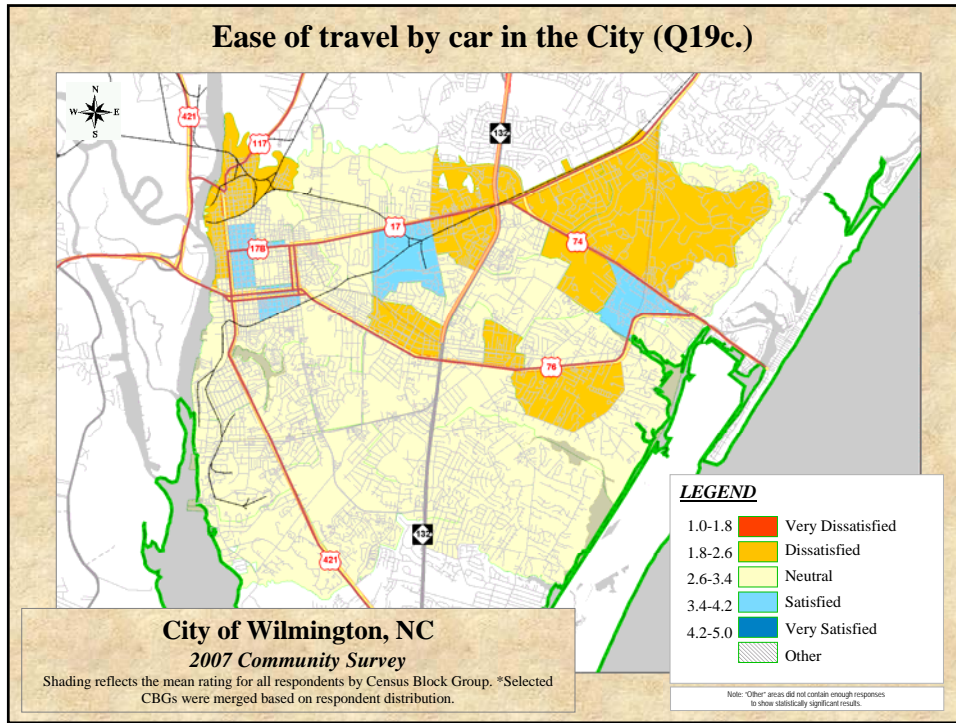 Ease of travel by car in the City (Q19c.)
N
W E
S
421
117
132
17
17B
74
76
132
421
LEGEND
1.0-1.8 Very Dissatisfied
1.8-2.6 Dissatisfied
2.6-3.4 Neutral
3.4-4.2 Satisfied
4.2-5.0 Very Satisfied
Other
City of Wilmington, NC
2007 Community Survey
Shading reflects the mean rating for all respondents by Census Block Group. *Selected
CBGs were merged based on respondent distribution.
Note: "Other" areas did not contain enough responses
to show statistically significant results.